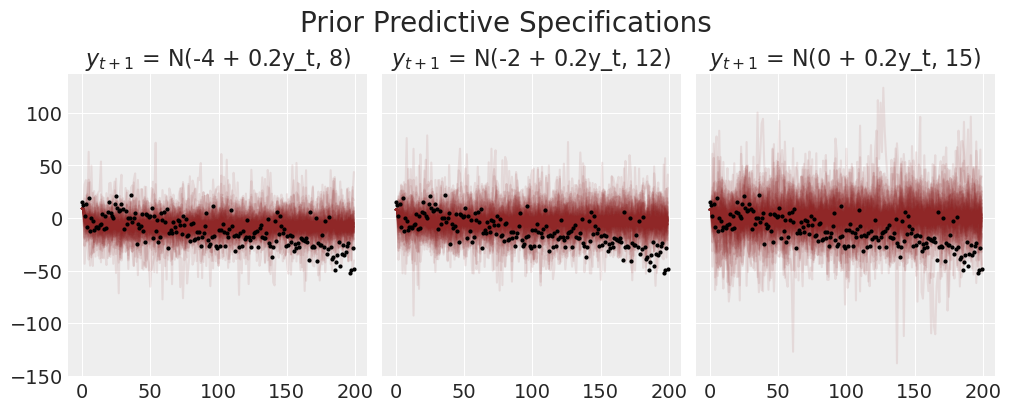 Prior Predictive Specifications
y_{t+1} = N(-4 + 0.2y_t, 8) y_{t+1} = N(-2 + 0.2y_t, 12) y_{t+1} = N(0 + 0.2y_t, 15)
100
50
0
−50
−100
−150
0 50 100 150 200 0 50 100 150 200 0 50 100 150 200